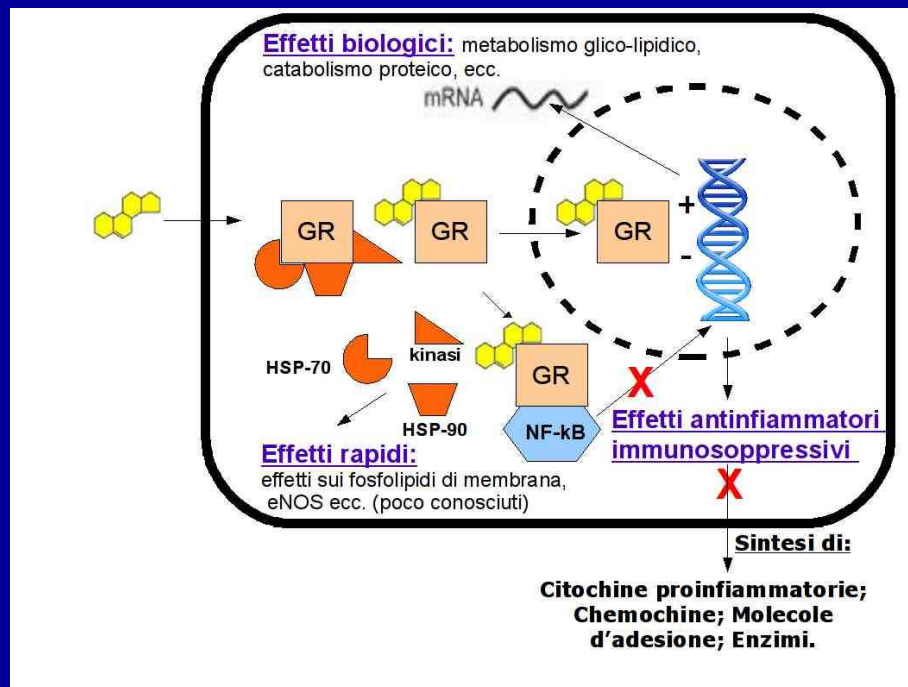 Effetti biologici: metabolismo glico-lipidico,
catabolismo proteico, ecc.
mRNA
GR
GR
GR
+
-
HSP-70
kinasi
HSP-90
GR
NF-kB
X
Effetti rapidi:
effetti sui fosfolipidi di membrana,
eNOS ecc. (poco conosciuti)
Effetti antinfiammatori
immunosoppressivi
X
Sintesi di:
Citochine proinfiammatorie;
Chemochine; Molecole
d'adesione; Enzimi.